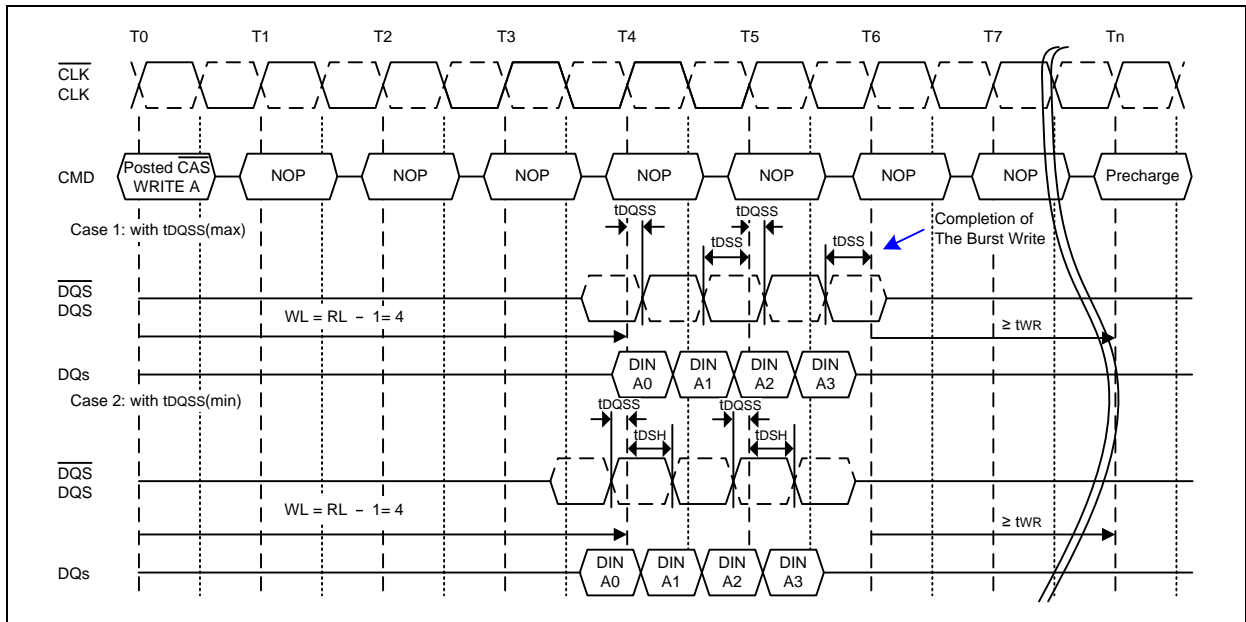 T0 T1 T2 T3 T4 T5 T6 T7 Tn
CLK
CLK
CMD
Posted CAS
WRITE A
NOP
NOP
NOP
NOP
NOP
NOP
NOP
Precharge
Case 1: with tDQSS(max)
tDQSS
tDSS
tDQSS
tDSS
Completion of
The Burst Write
DQS
DQS
WL = RL − 1= 4
≥ tWR
DQs
DIN
A0
DIN
A1
DIN
A2
DIN
A3
Case 2: with tDQSS(min)
tDQSS
tDSH
tDQSS
tDSH
DQS
DQS
WL = RL − 1= 4
≥ tWR
DQs
DIN
A0
DIN
A1
DIN
A2
DIN
A3